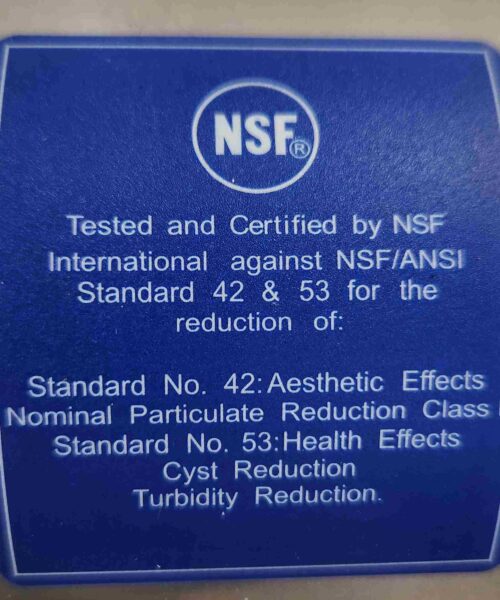 NSF®
Tested and Certified by NSF
International against NSF/ANSI
Standard 42 & 53 for the
reduction of:
Standard No. 42:Aesthetic Effects
Nominal Particulate Reduction Class
Standard No. 53:Health Effects
Cyst Reduction
Turbidity Reduction.